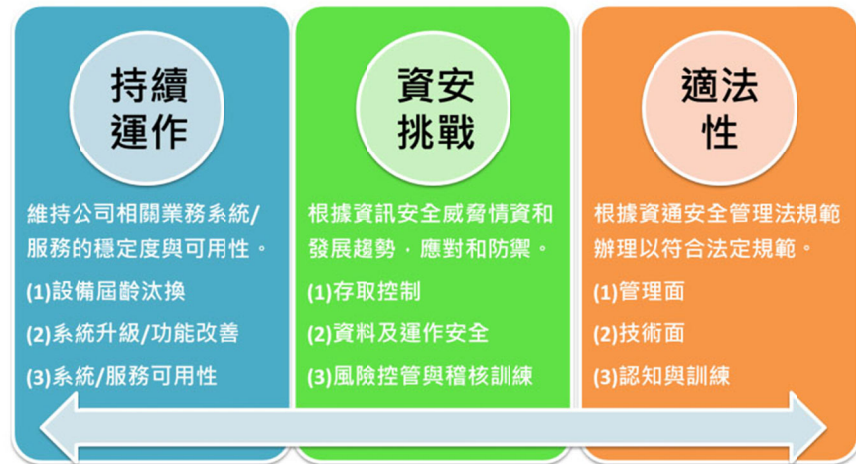 持續
運作
維持公司相關業務系統/
服務的穩定度與可用性。
(1)設備屆齡汰換
(2)系統升級/功能改善
(3)系統/服務可用性
資安
挑戰
根據資訊安全威脅情資和
發展趨勢，應對和防禦。
(1)存取控制
(2)資料及運作安全
(3)風險控管與稽核訓練
適法
性
根據資通安全管理法規範
辦理以符合法定規範。
(1)管理面
(2)技術面
(3)認知與訓練